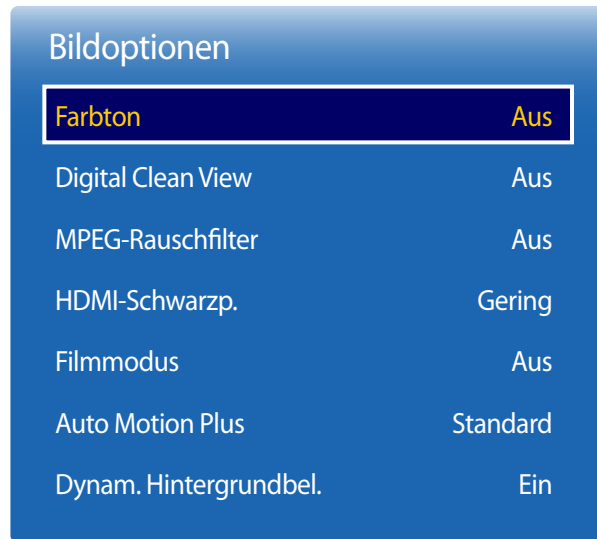 Bildoptionen
Farbton Aus
Digital Clean View Aus
MPEG-Rauschfilter Aus
HDMI-Schwarzp. Gering
Filmmodus Aus
Auto Motion Plus Standard
Dynam. Hintergrundbel. Ein